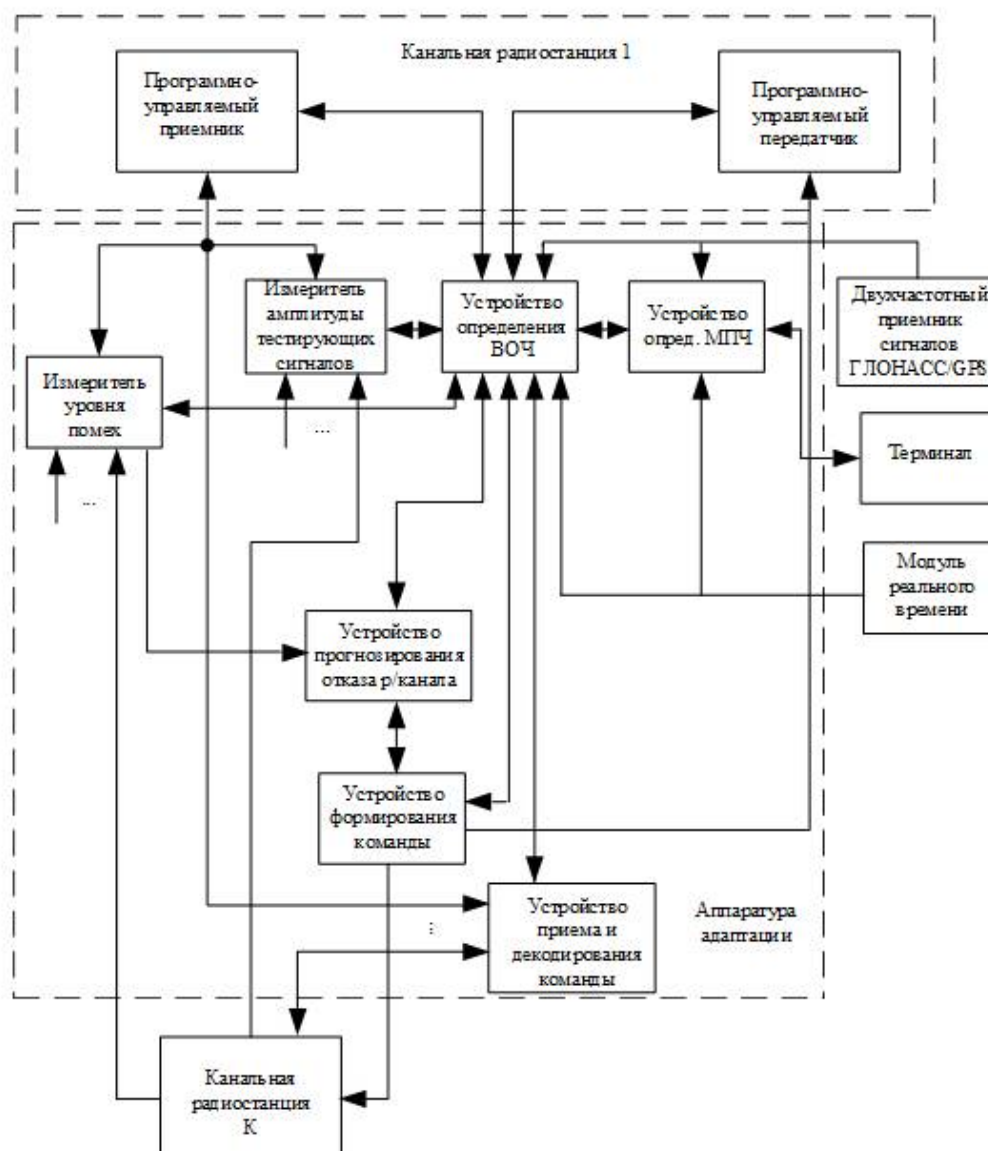 Канальная радиостанция 1
Программно-
управляемый
приемник
Программно-
управляемый
передатчик
Измеритель
амплитуды
тестирующих
сигналов
Устройство
определения
ВОЧ
Устройство
опред. МПЧ
Двухчастотный
приемник
сигналов
ГЛОНАСС/GPS
Измеритель
уровня
помех
...
...
Терминал
Модуль
реального
времени
Устройство
прогнозирования
отказа р/канала
Устройство
формирования
команды
...
Устройство
приема и
декодирования
команды
Аппаратура
адаптации
Канальная
радиостанция
К